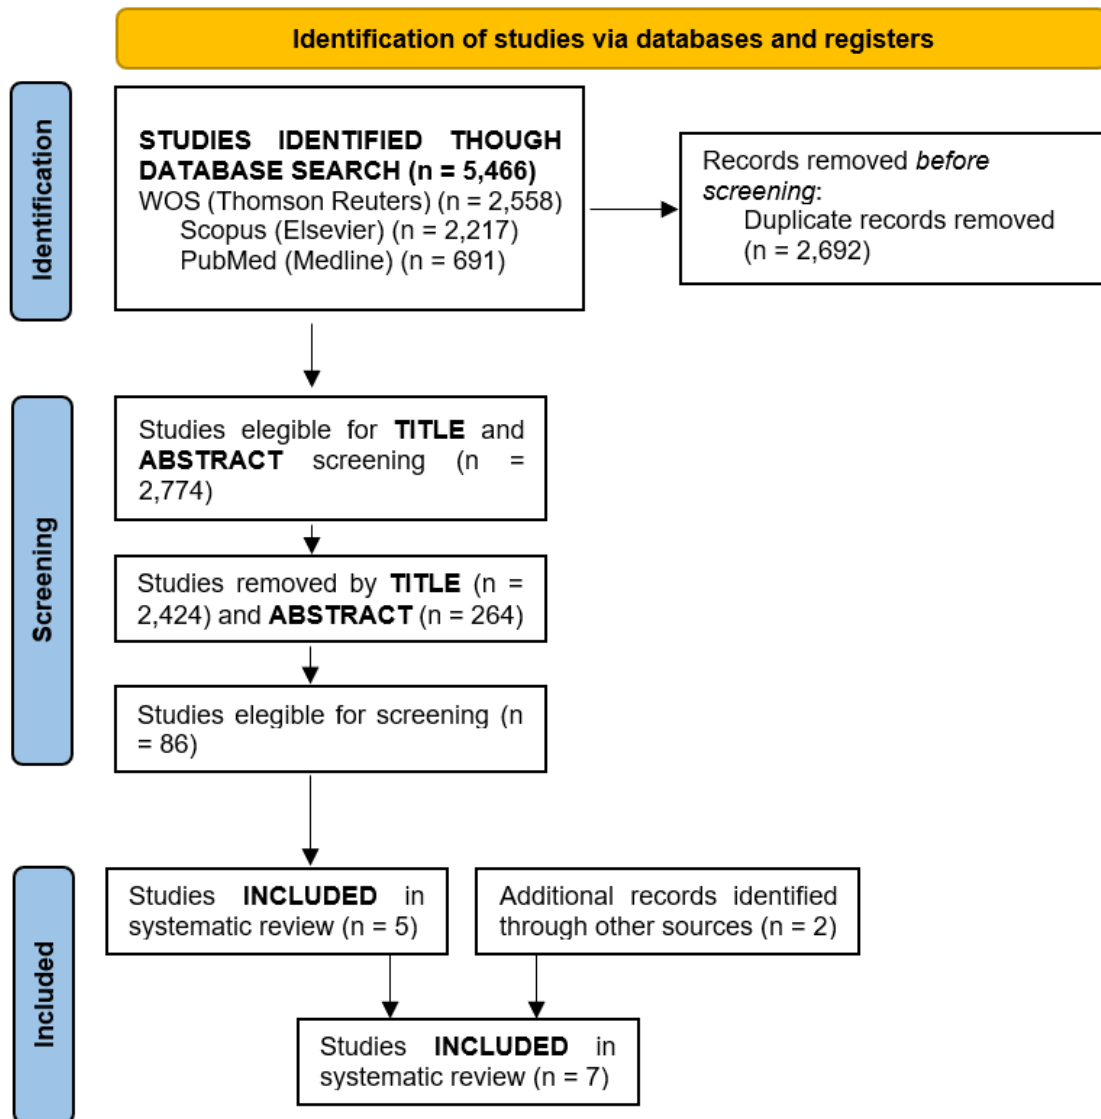 Identification of studies via databases and registers
Identification
STUDIES IDENTIFIED THOUGH
DATABASE SEARCH (n = 5,466)
WOS (Thomson Reuters) (n = 2,558)
Scopus (Elsevier) (n = 2,217)
PubMed (Medline) (n = 691)
Records removed before
screening:
Duplicate records removed
(n = 2,692)
Screening
Studies elegible for TITLE and
ABSTRACT screening (n =
2,774)
Studies removed by TITLE (n =
2,424) and ABSTRACT (n = 264)
Studies elegible for screening (n
= 86)
Included
Studies INCLUDED in
systematic review (n = 5)
Additional records identified
through other sources (n = 2)
Studies INCLUDED in
systematic review (n = 7)